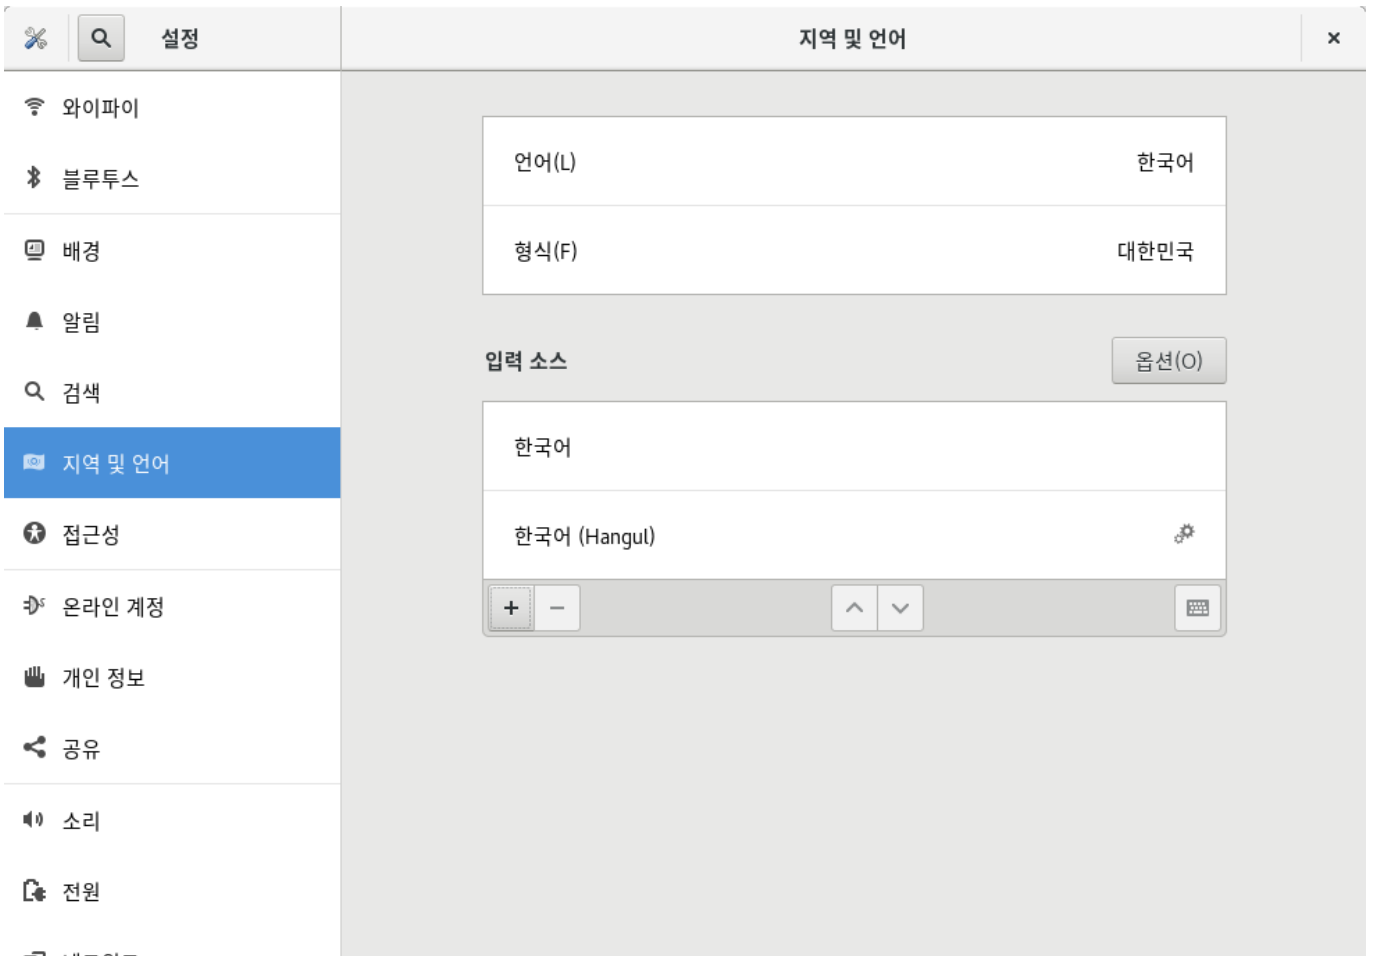 설정
지역 및 언어
와이파이
블루투스
배경
알림
검색
지역 및 언어
접근성
온라인 계정
개인 정보
공유
소리
전원
언어(L) 한국어
형식(F) 대한민국
입력 소스 옵션(O)
한국어
한국어 (Hangul)